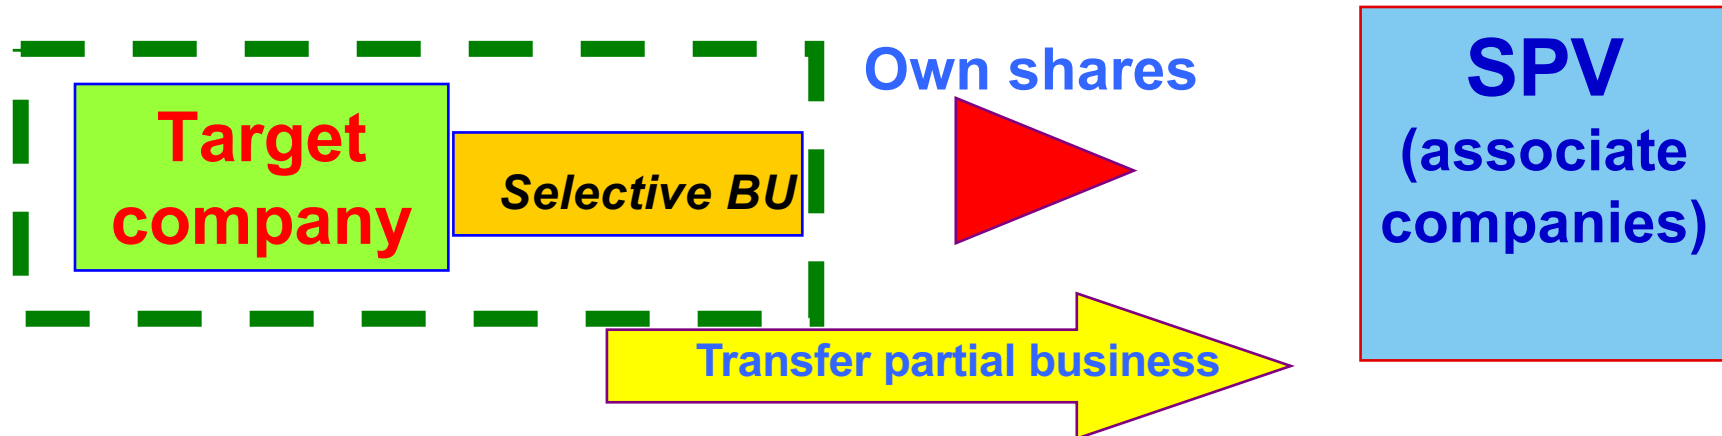 Target
company
Selective BU
Own shares
Transfer partial business
SPV
(associate
companies)